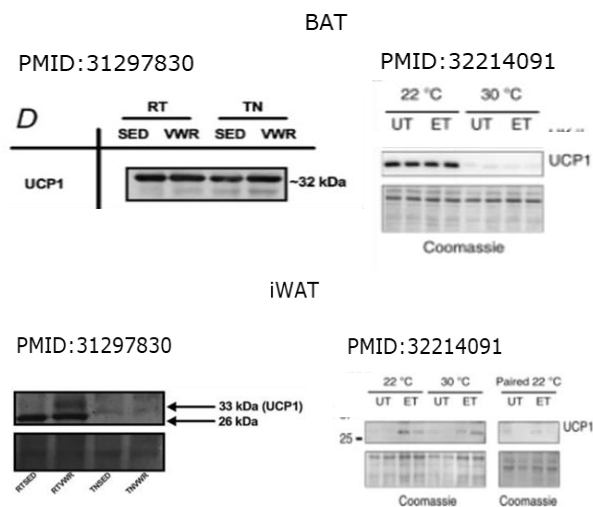 BAT
PMID:31297830
D
RT TN
SED VWR SED VWR
UCP1
~32 kDa
PMID:32214091
22 °C 30 °C
UT ET UT ET
UCP1
Coomassie
iWAT
PMID:31297830
33 kDa (UCP1)
26 kDa
RTSED RTVWR TNSED TNVWR
PMID:32214091
22 °C 30 °C Paired 22 °C
UT ET UT ET UT ET
UCP1
25
Coomassie Coomassie